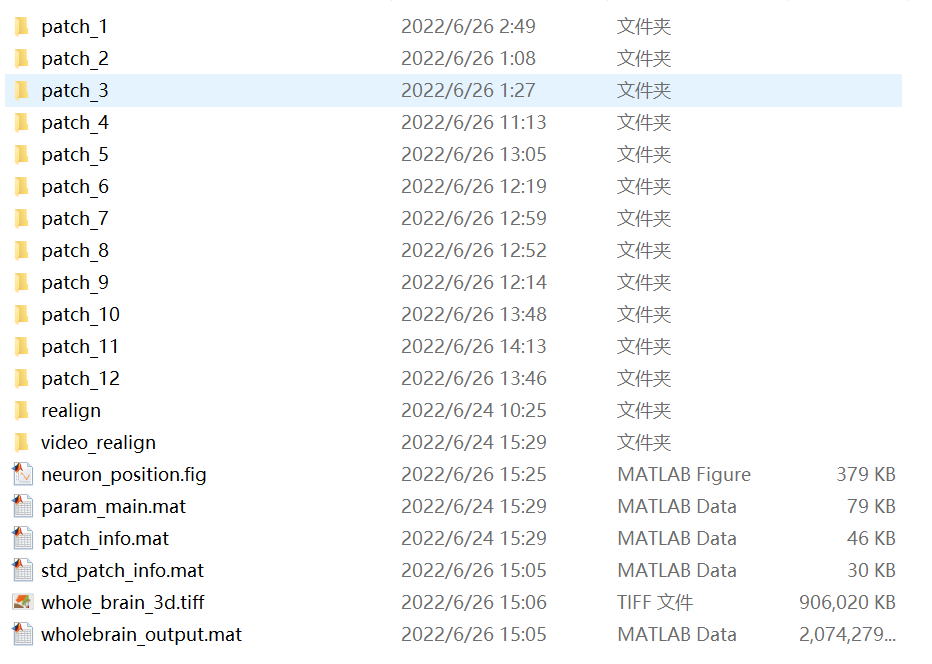 patch_1 2022/6/26 2:49 文件夹
patch_2 2022/6/26 1:08 文件夹
patch_3 2022/6/26 1:27 文件夹
patch_4 2022/6/26 11:13 文件夹
patch_5 2022/6/26 13:05 文件夹
patch_6 2022/6/26 12:19 文件夹
patch_7 2022/6/26 12:59 文件夹
patch_8 2022/6/26 12:52 文件夹
patch_9 2022/6/26 12:14 文件夹
patch_10 2022/6/26 13:48 文件夹
patch_11 2022/6/26 14:13 文件夹
patch_12 2022/6/26 13:46 文件夹
realign 2022/6/24 10:25 文件夹
video_realign 2022/6/24 15:29 文件夹
neuron_position.fig 2022/6/26 15:25 MATLAB Figure 379 KB
param_main.mat 2022/6/24 15:29 MATLAB Data 79 KB
patch_info.mat 2022/6/24 15:29 MATLAB Data 46 KB
std_patch_info.mat 2022/6/26 15:05 MATLAB Data 30 KB
whole_brain_3d.tiff 2022/6/26 15:06 TIFF 文件 906,020 KB
wholebrain_output.mat 2022/6/26 15:05 MATLAB Data 2,074,279...